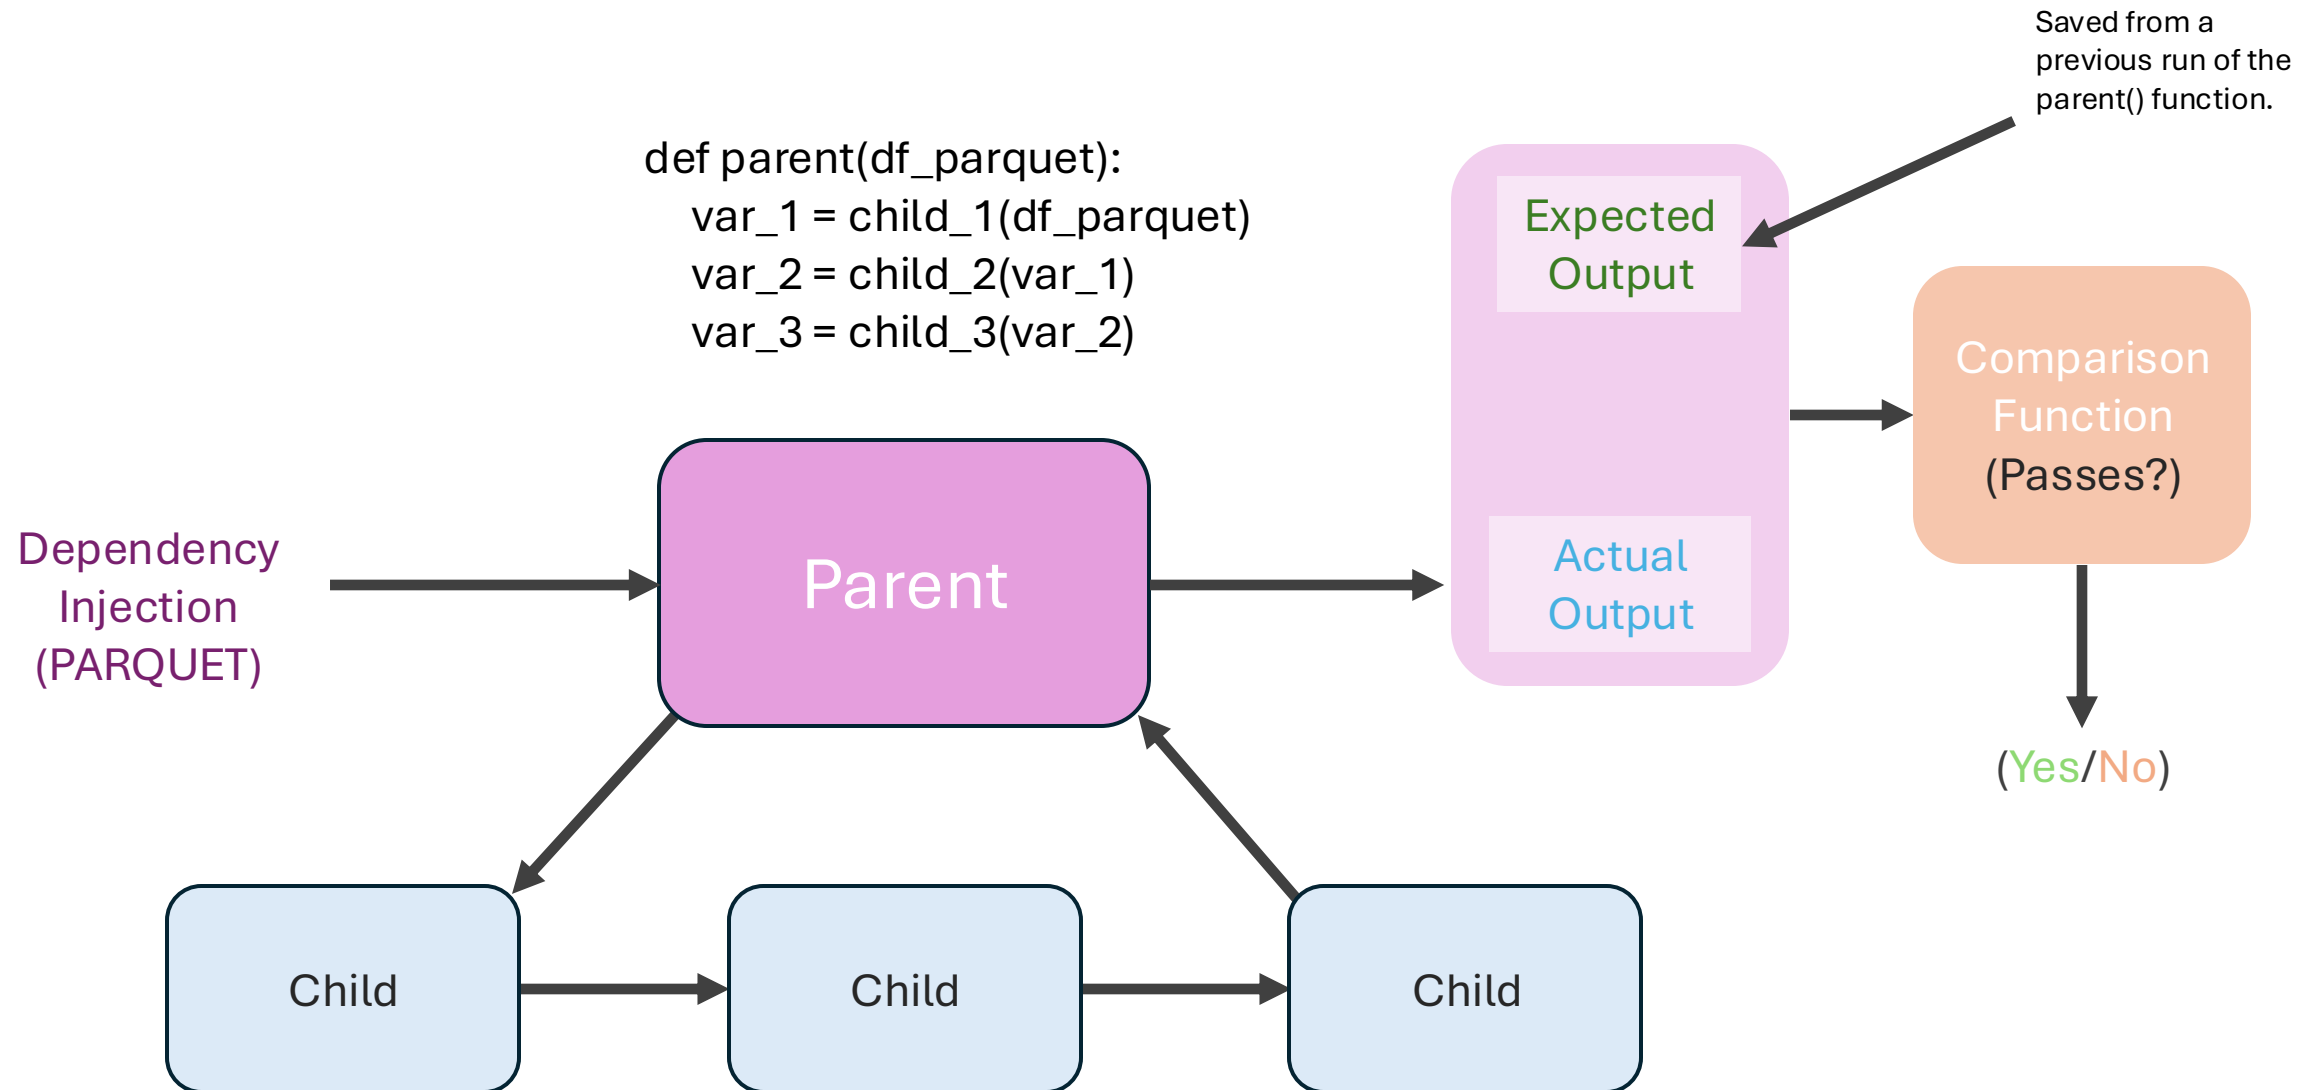 Saved from a
previous run of the
parent() function.
def parent(df_parquet):
var_1 = child_1(df_parquet)
var_2 = child_2(var_1)
var_3 = child_3(var_2)
Expected
Output
Comparison
Function
(Passes?)
Dependency
Injection
(PARQUET)
Parent
Actual
Output
(Yes/No)
Child
Child
Child